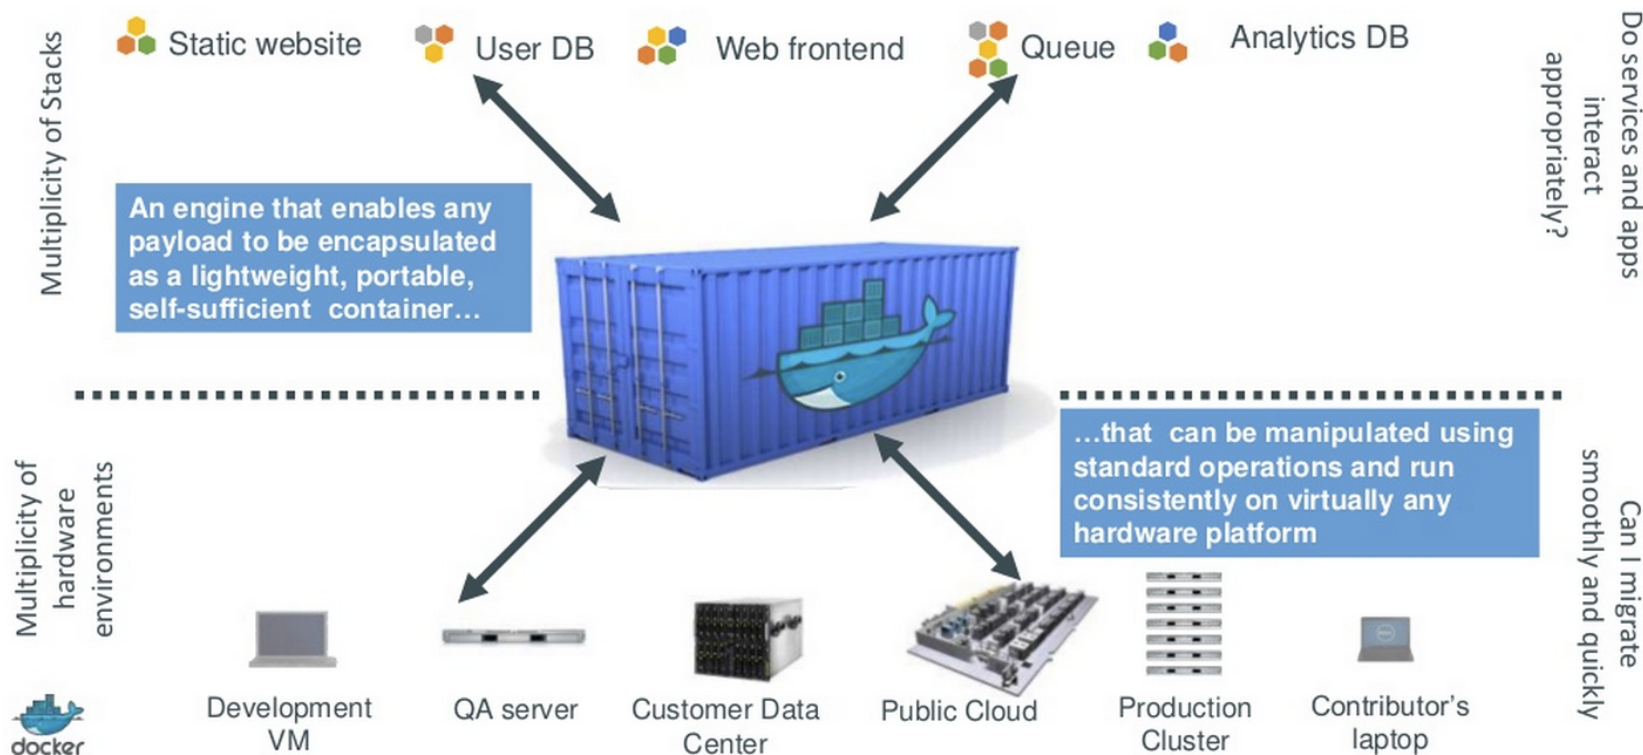 Static website
User DB
Web frontend
Queue
Analytics DB
Multiplicity of Stacks
Do services and apps
interact
appropriately?
An engine that enables any
payload to be encapsulated
as a lightweight, portable,
self-sufficient container…
…that can be manipulated using
standard operations and run
consistently on virtually any
hardware platform
Multiplicity of
hardware
environments
Can I migrate
smoothly and quickly
Development
VM
QA server
Customer Data
Center
Public Cloud
Production
Cluster
Contributor’s
laptop
docker